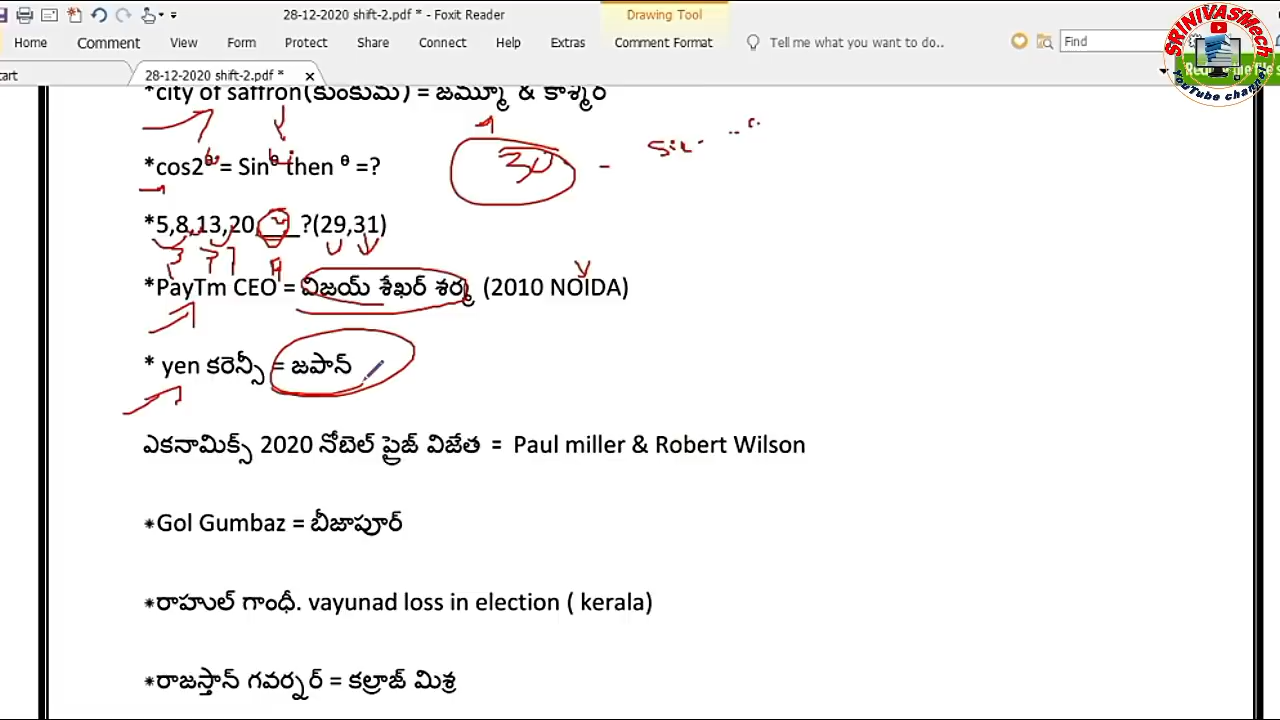 28-12-2020 shift-2.pdf * - Foxit Reader
Drawing Tool
Home Comment View Form Protect Share Connect Help Extras Comment Format Tell me what you want to do.. Find
tart 28-12-2020 shift-2.pdf * x
SRINIVASMech
YouTube channel
*city of saffron(కుంకుమ) = జమ్మూ & కాశ్మీర్
*cos2θ = Sinθ then θ =?
30
*5,8,13,20,____?(29,31)
*PayTm CEO = విజయ్ శేఖర్ శర్మ (2010 NOIDA)
* yen కరెన్సీ = జపాన్
ఎకనామిక్స్ 2020 నోబెల్ ప్రైజ్ విజేత = Paul miller & Robert Wilson
*Gol Gumbaz = బీజాపూర్
*రాహుల్ గాంధీ. vayunad loss in election ( kerala)
*రాజస్తాన్ గవర్నర్ = కల్రాజ్ మిశ్ర